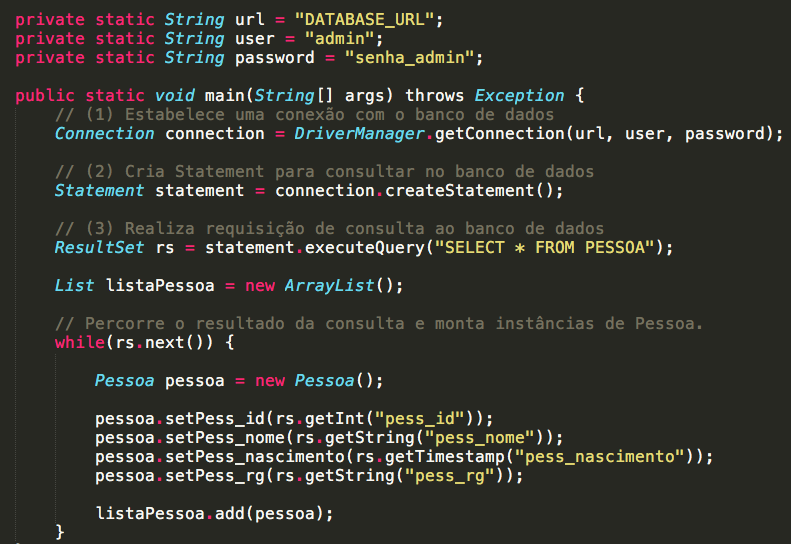 private static String url = "DATABASE_URL";
private static String user = "admin";
private static String password = "senha_admin";
public static void main(String[] args) throws Exception {
// (1) Estabelece uma conexão com o banco de dados
Connection connection = DriverManager.getConnection(url, user, password);
// (2) Cria Statement para consultar no banco de dados
Statement statement = connection.createStatement();
// (3) Realiza requisição de consulta ao banco de dados
ResultSet rs = statement.executeQuery("SELECT * FROM PESSOA");
List listaPessoa = new ArrayList();
// Percorre o resultado da consulta e monta instâncias de Pessoa.
while(rs.next()) {
Pessoa pessoa = new Pessoa();
pessoa.setPess_id(rs.getInt("pess_id"));
pessoa.setPess_nome(rs.getString("pess_nome"));
pessoa.setPess_nascimento(rs.getTimestamp("pess_nascimento"));
pessoa.setPess_rg(rs.getString("pess_rg"));
listaPessoa.add(pessoa);
}